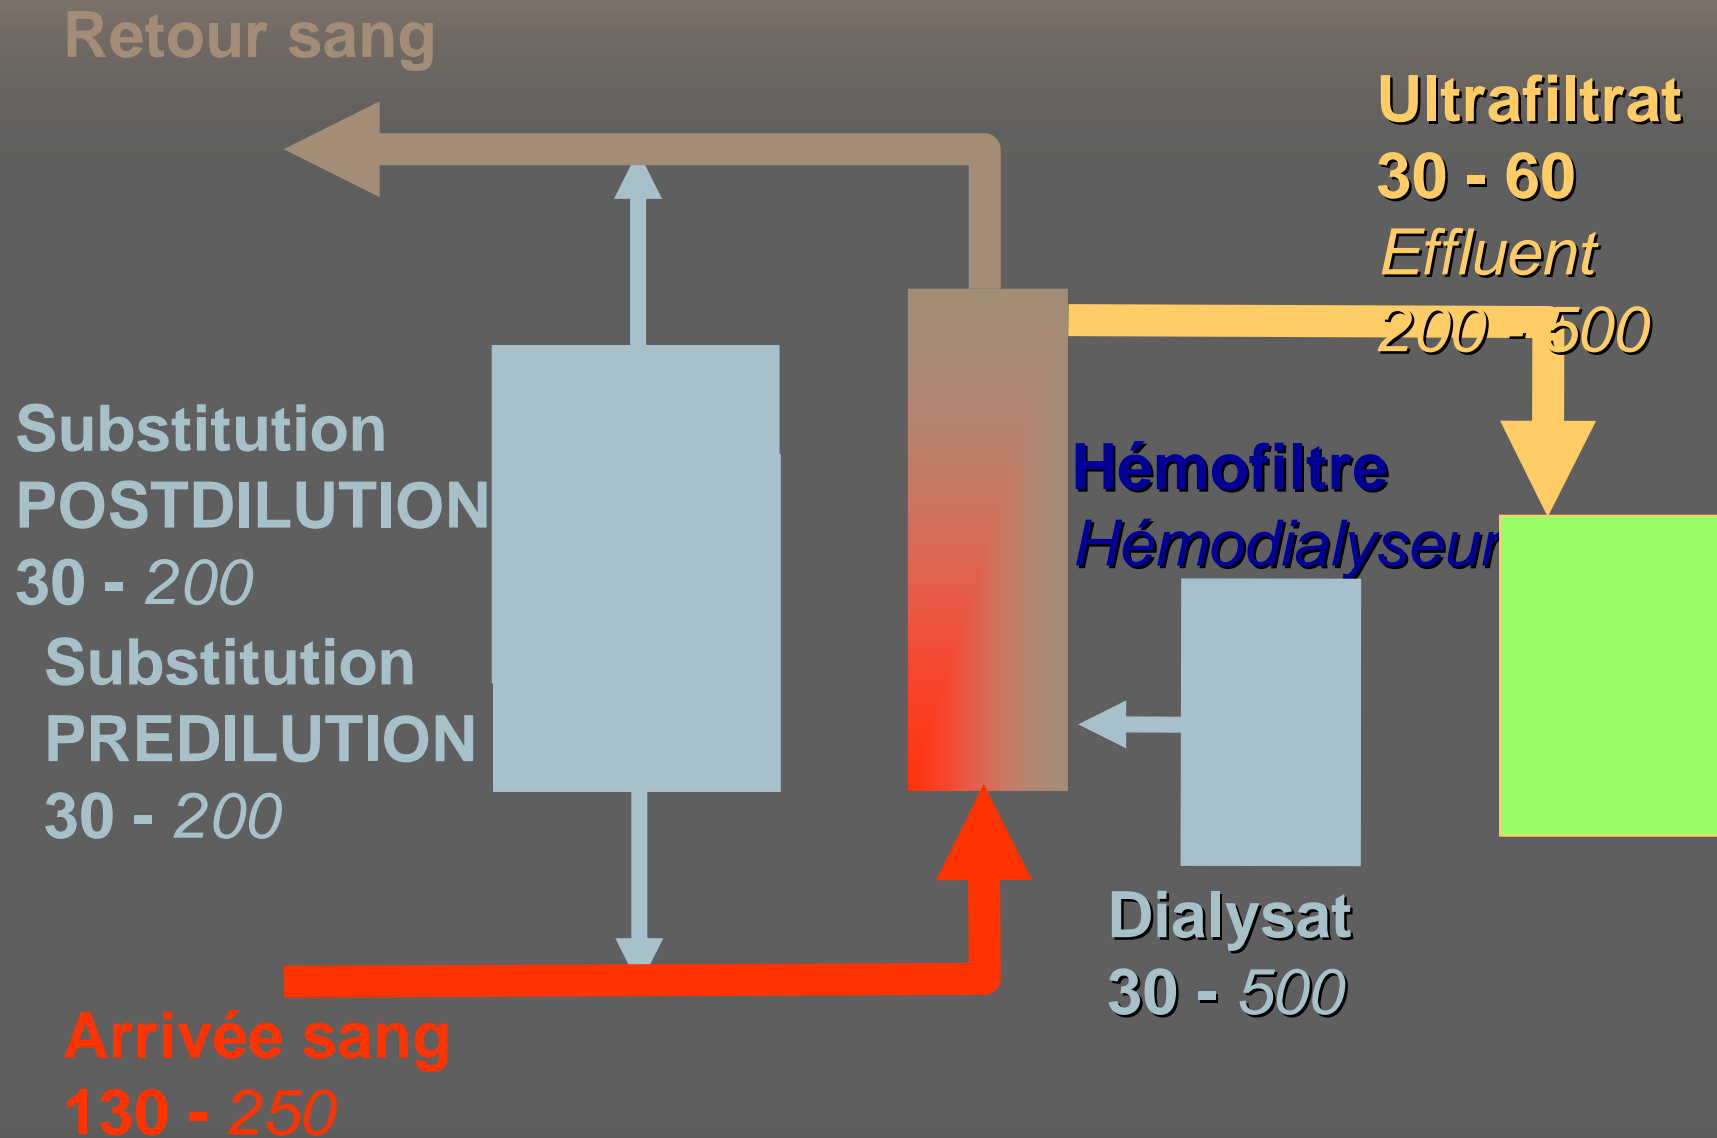 Retour sang
Ultrafiltrat
30 - 60
Effluent
200 - 500
Substitution
POSTDILUTION
30 - 200
Hémofiltre
Hémodialyseur
Substitution
PREDILUTION
30 - 200
Dialysat
30 - 500
Arrivée sang
130 - 250